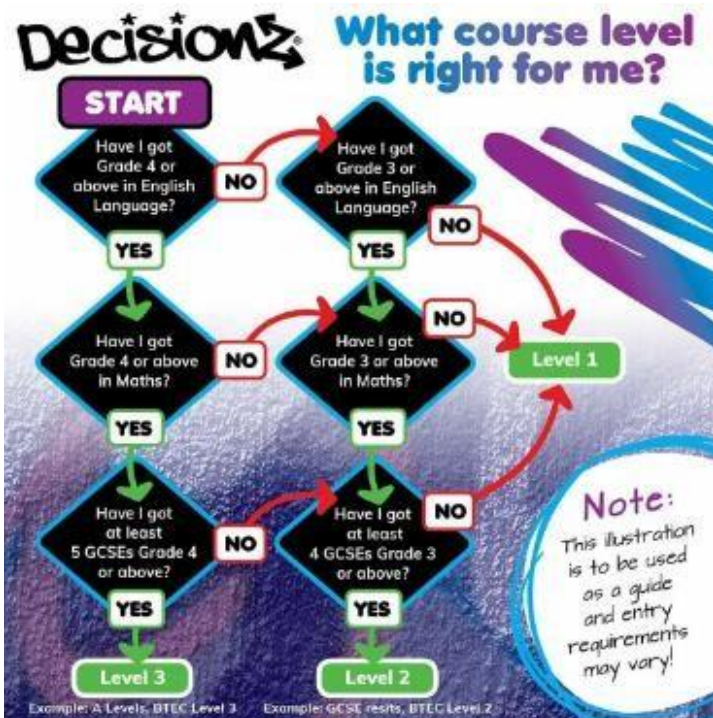 Decisionz
What course level
is right for me?
START
Have I got
Grade 4 or
above in English
Language?
NO
YES
Have I got
Grade 3 or
above in English
Language?
NO
YES
Have I got
Grade 4 or above
in Maths?
NO
YES
Have I got
Grade 3 or above
in Maths?
NO
YES
Level 1
Have I got
at least
5 GCSEs Grade 4
or above?
NO
YES
Have I got
at least
4 GCSEs Grade 3
or above?
NO
YES
Level 3
Example: A Levels, BTEC Level 3
Level 2
Example: GCSE resits, BTEC Level 2
Note:
This illustration
is to be used
as a guide
and entry
requirements
may vary!